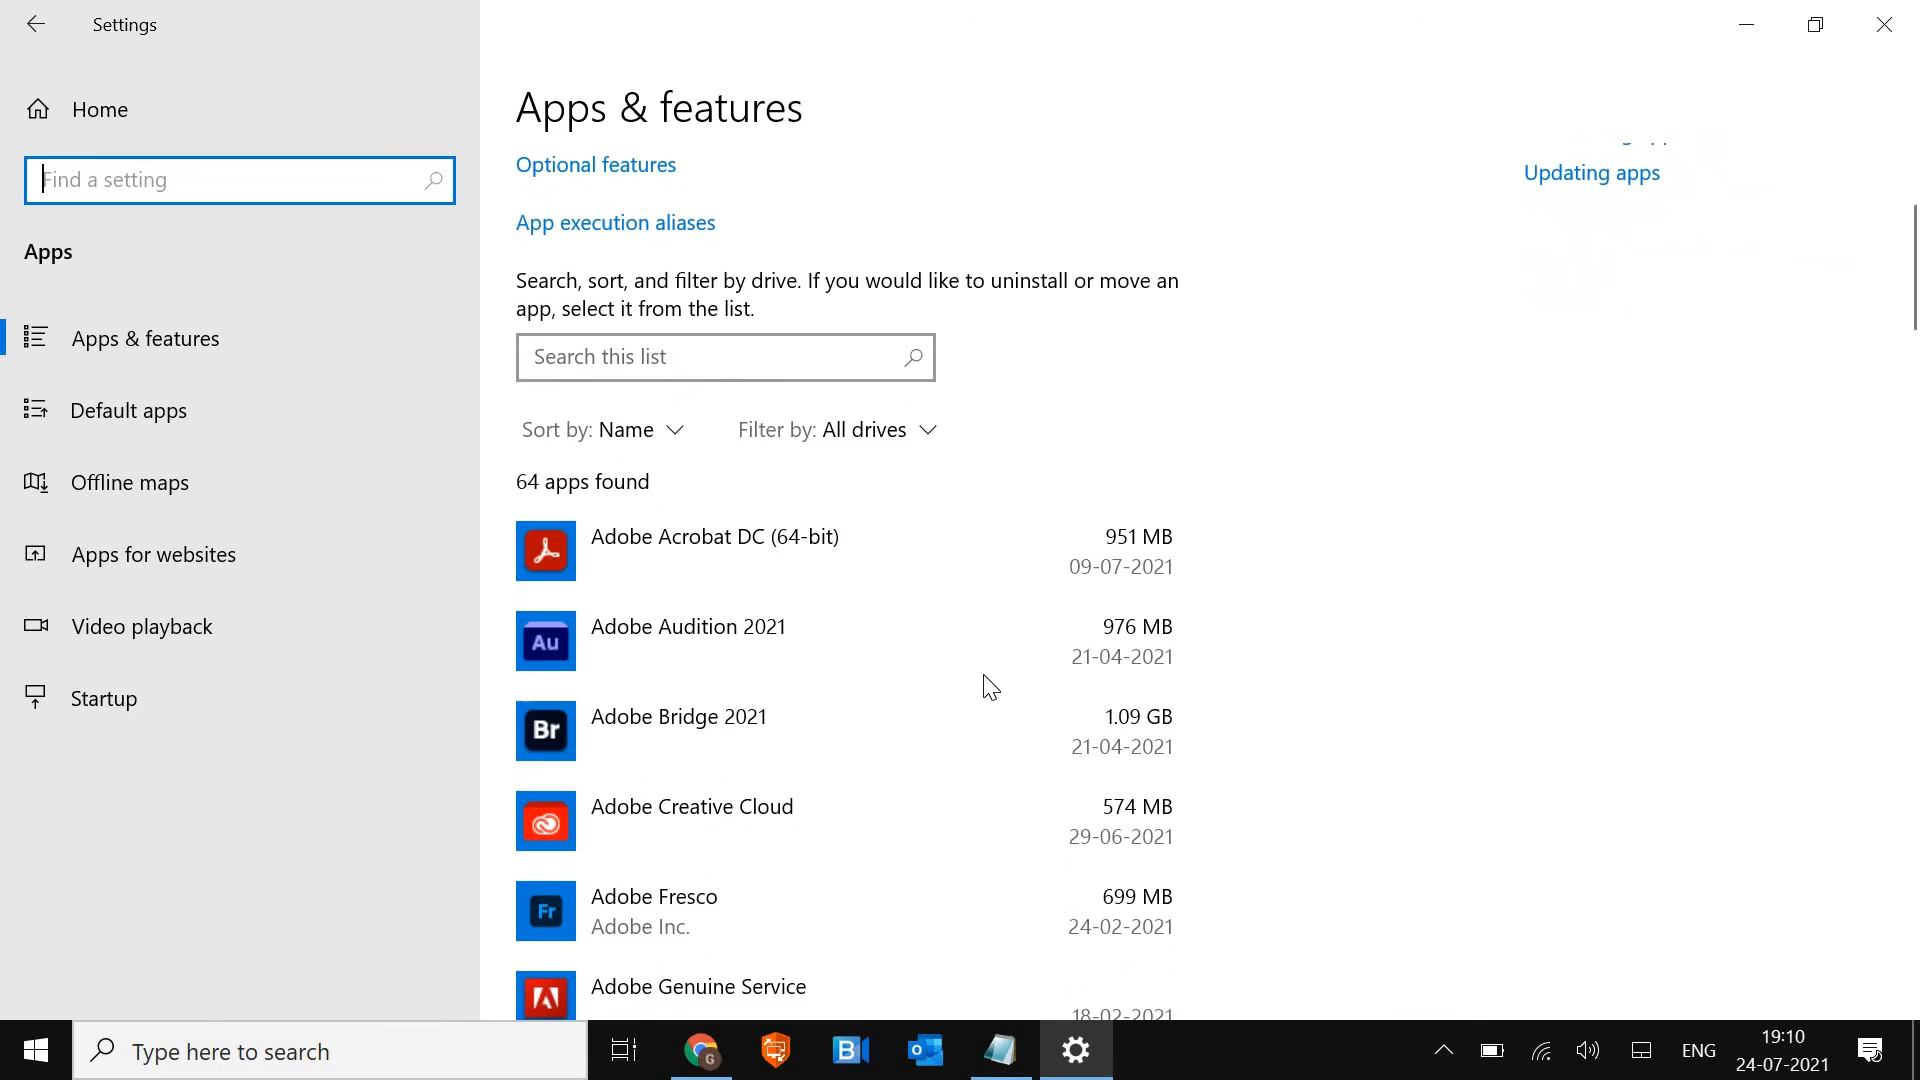 Settings
Home
Find a setting
Apps
Apps & features
Default apps
Offline maps
Apps for websites
Video playback
Startup
Apps & features
Optional features
App execution aliases
Search, sort, and filter by drive. If you would like to uninstall or move an
app, select it from the list.
Search this list
Sort by: Name Filter by: All drives
64 apps found
Adobe Acrobat DC (64-bit) 951 MB
09-07-2021
Au
Adobe Audition 2021 976 MB
21-04-2021
Br
Adobe Bridge 2021 1.09 GB
21-04-2021
Adobe Creative Cloud 574 MB
29-06-2021
Fr
Adobe Fresco 699 MB
Adobe Inc. 24-02-2021
Adobe Genuine Service
18-02-2021
Updating apps
Type here to search
G
B
O
ENG
19:10
24-07-2021